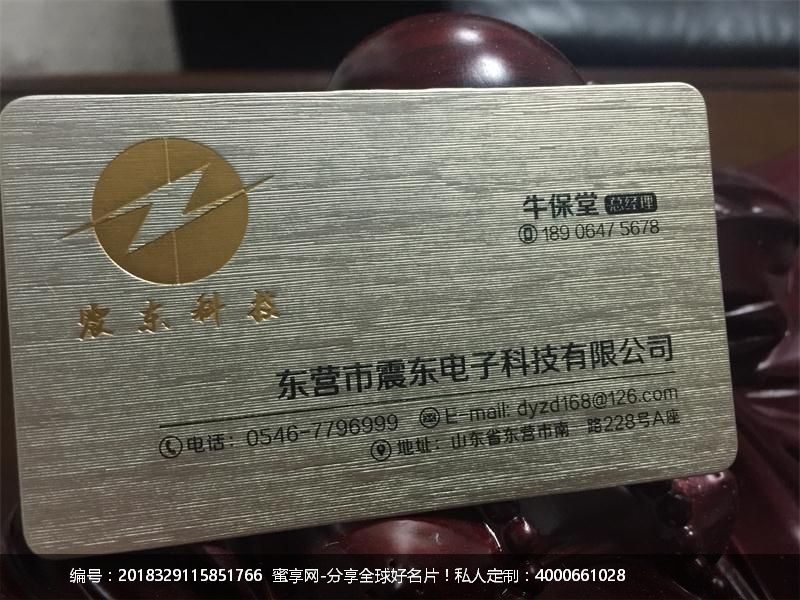 震东科技
牛保堂 总经理
189 0647 5678
东营市震东电子科技有限公司
电话：0546-7796999 E-mail: dyzd168@126.com
地址：山东省东营市南一路228号A座
编号：2018329115851766 蜜享网-分享全球好名片！私人定制：4000661028